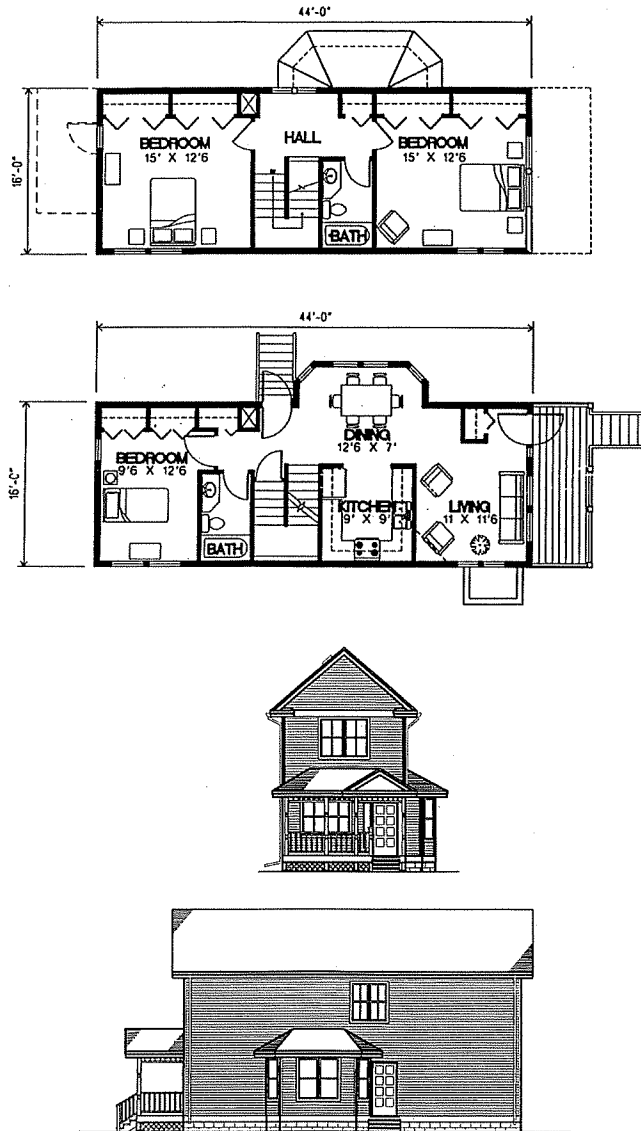 44'-0"
16'-0"
BEDROOM
15' X 12'6
HALL
BEDROOM
15' X 12'6
BATH
44'-0"
16'-0"
BEDROOM
9'6 X 12'6
BATH
DINING
12'6 X 7'
KITCHEN
9' X 9'
LIVING
11 X 11'6